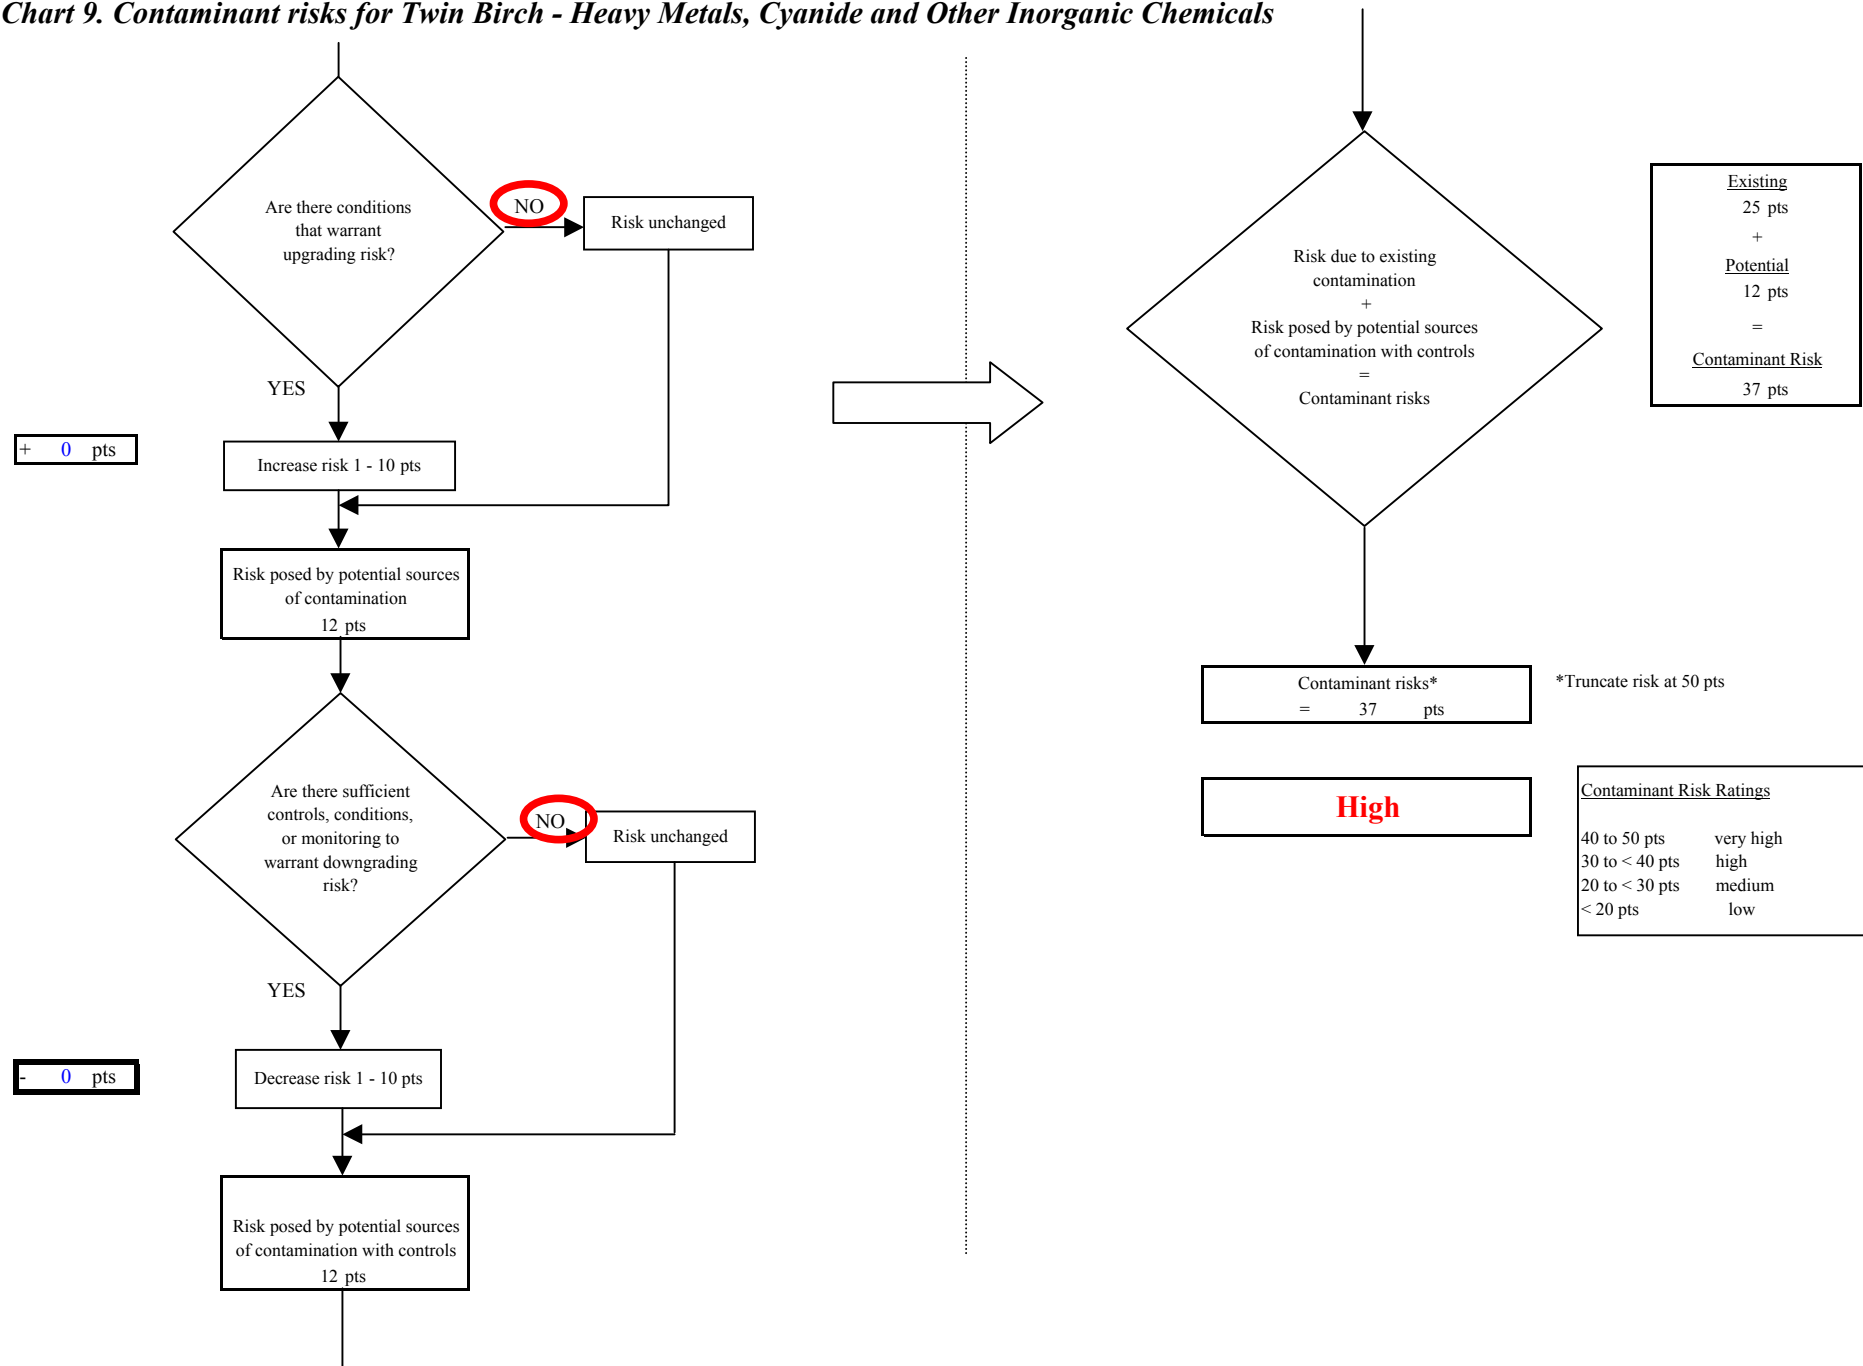 Chart 9. Contaminant risks for Twin Birch - Heavy Metals, Cyanide and Other Inorganic Chemicals
Are there conditions
that warrant
upgrading risk?
NO
Risk unchanged
YES
+ 0 pts
Increase risk 1 - 10 pts
Risk posed by potential sources
of contamination
12 pts
Are there sufficient
controls, conditions,
or monitoring to
warrant downgrading
risk?
NO
Risk unchanged
YES
- 0 pts
Decrease risk 1 - 10 pts
Risk posed by potential sources
of contamination with controls
12 pts
Risk due to existing
contamination
+
Risk posed by potential sources
of contamination with controls
=
Contaminant risks
Existing
25 pts
+
Potential
12 pts
=
Contaminant Risk
37 pts
Contaminant risks*
= 37 pts
*Truncate risk at 50 pts
High
Contaminant Risk Ratings
40 to 50 pts very high
30 to < 40 pts high
20 to < 30 pts medium
< 20 pts low